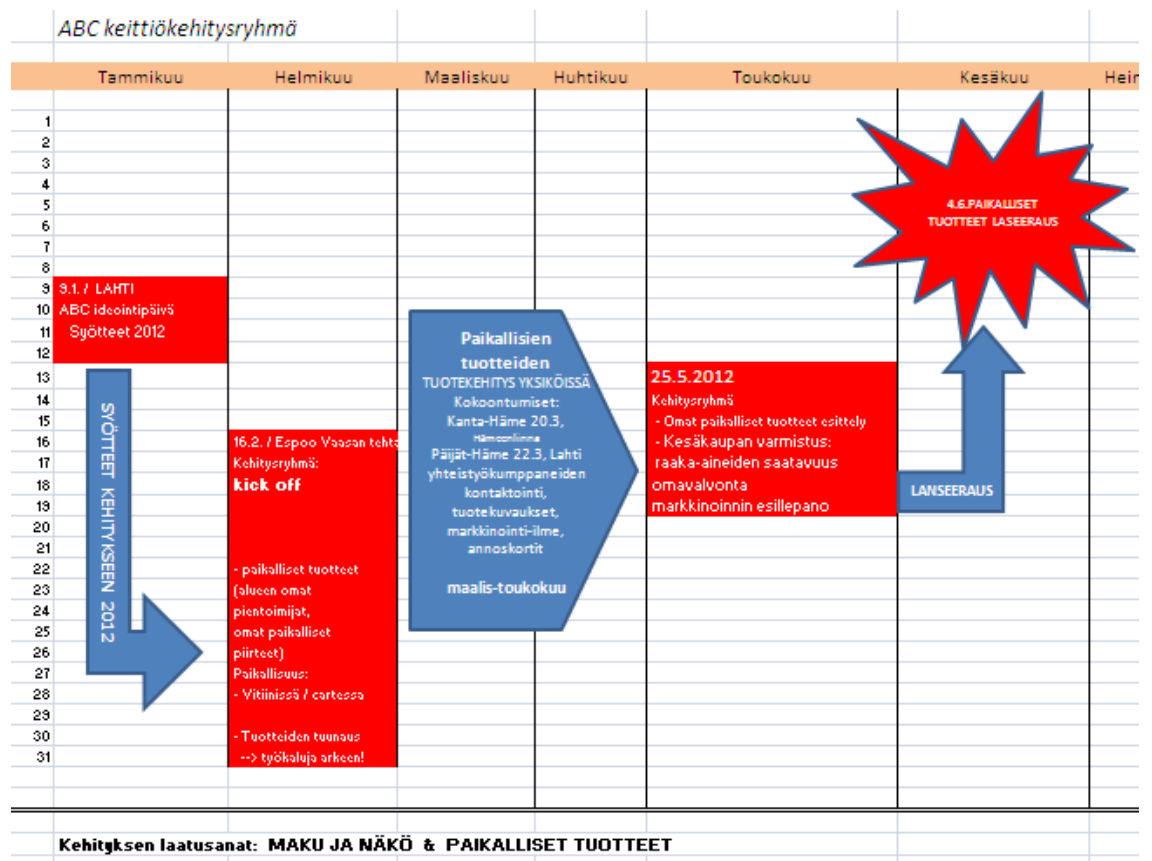 ABC keittiökehitysryhmä
Tammikuu Helmikuu Maaliskuu Huhtikuu Toukokuu Kesäkuu Hein
1
2
3
4
5
6
7
8
9
10
11
12
13
14
15
16
17
18
19
20
21
22
23
24
25
26
27
28
29
30
31
9.1. / LAHTI
ABC ideointipäivä
Syötteet 2012
SYÖTTEET KEHITYKSEEN 2012
16.2. / Espoo Vaasan tehta
Kehitysryhmä:
kick off
- paikalliset tuotteet
(alueen omat
pientoimijat,
omat paikalliset
piirteet)
Paikallisuus:
- Vitiinissä / cartessa
- Tuotteiden tuunaus
--> työkaluja arkeen!
Paikallisien
tuotteiden
TUOTEKEHITYS YKSIKÖISSÄ
Kokoontumiset:
Kanta-Häme 20.3,
Hämeenlinna
Päijät-Häme 22.3, Lahti
yhteistyökumppaneiden
kontaktointi,
tuotekuvaukset,
markkinointi-ilme,
annoskortit
maalis-toukokuu
25.5.2012
Kehitysryhmä
- Omat paikalliset tuotteet esittely
- Kesäkaupan varmistus:
raaka-aineiden saatavuus
omavalvonta
markkinoinnin esillepano
LANSEERAUS
4.6.PAIKALLISET
TUOTTEET LASEERAUS
Kehityksen laatusanat: MAKU JA NÄKÖ & PAIKALLISET TUOTTEET